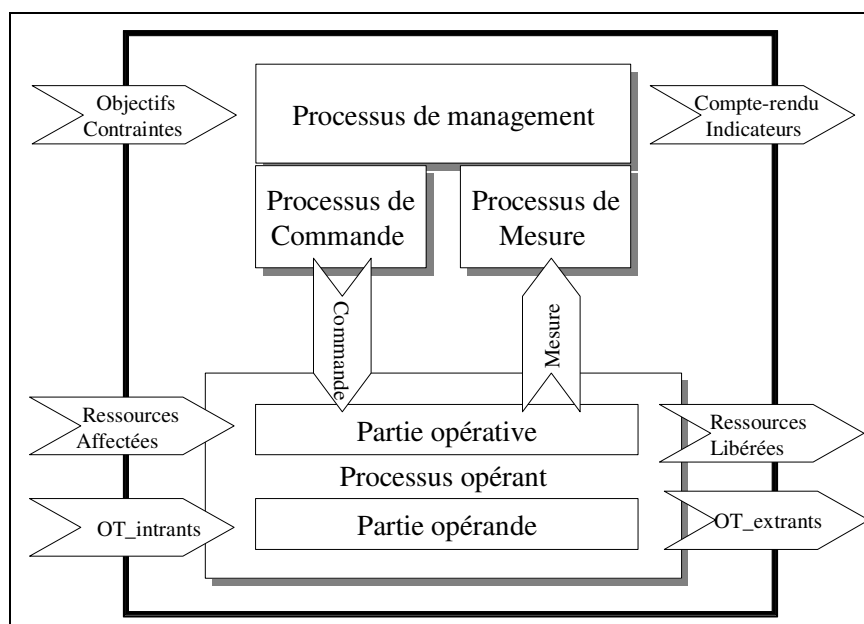 Objectifs
Contraintes
Processus de management
Compte-rendu
Indicateurs
Processus de
Commande
Processus de
Mesure
Commande
Mesure
Ressources
Affectées
Partie opérative
Ressources
Libérées
Processus opérant
OT_intrants
Partie opérande
OT_extrants